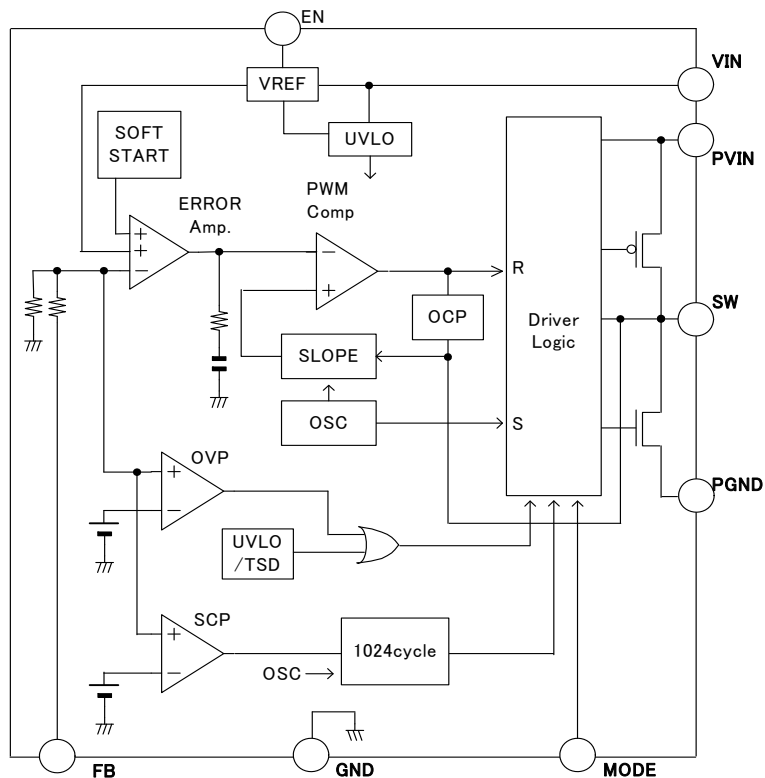 EN
VIN
VREF
SOFT
START
UVLO
PVIN
PWM
Comp
ERROR
Amp.
+
+
−
−
+
R
SW
OCP
Driver
Logic
SLOPE
OSC
S
OVP
+
−
PGND
UVLO
/TSD
SCP
+
−
1024cycle
OSC
FB
GND
MODE